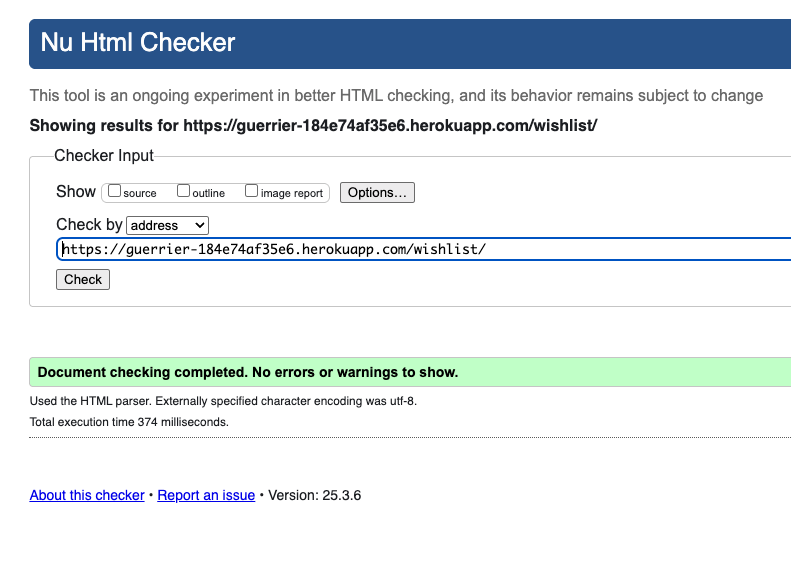 Nu Html Checker
This tool is an ongoing experiment in better HTML checking, and its behavior remains subject to change
Showing results for https://guerrier-184e74af35e6.herokuapp.com/wishlist/
Checker Input
Show source outline image report Options...
Check by address
https://guerrier-184e74af35e6.herokuapp.com/wishlist/
Check
Document checking completed. No errors or warnings to show.
Used the HTML parser. Externally specified character encoding was utf-8.
Total execution time 374 milliseconds.
About this checker • Report an issue • Version: 25.3.6